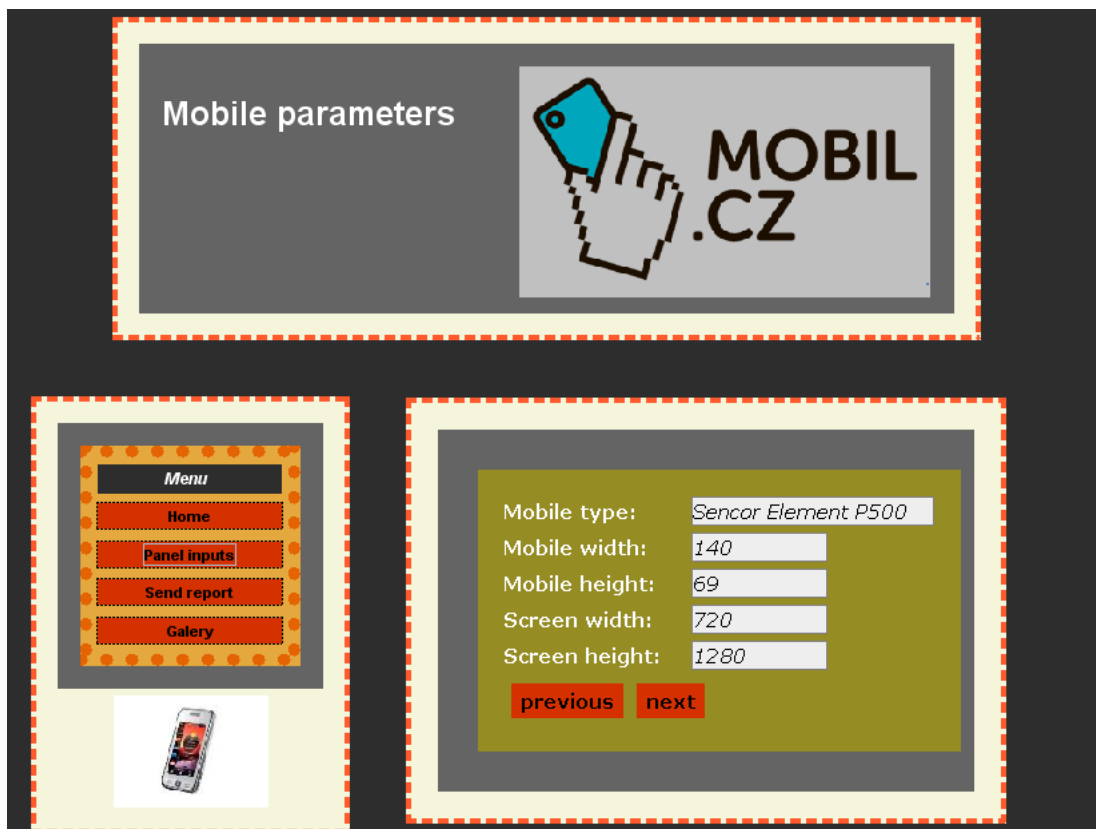 Mobile parameters
MOBIL
.CZ
Menu
Home
Panel inputs
Send report
Galery
Mobile type: Sencor Element P500
Mobile width: 140
Mobile height: 69
Screen width: 720
Screen height: 1280
previous next